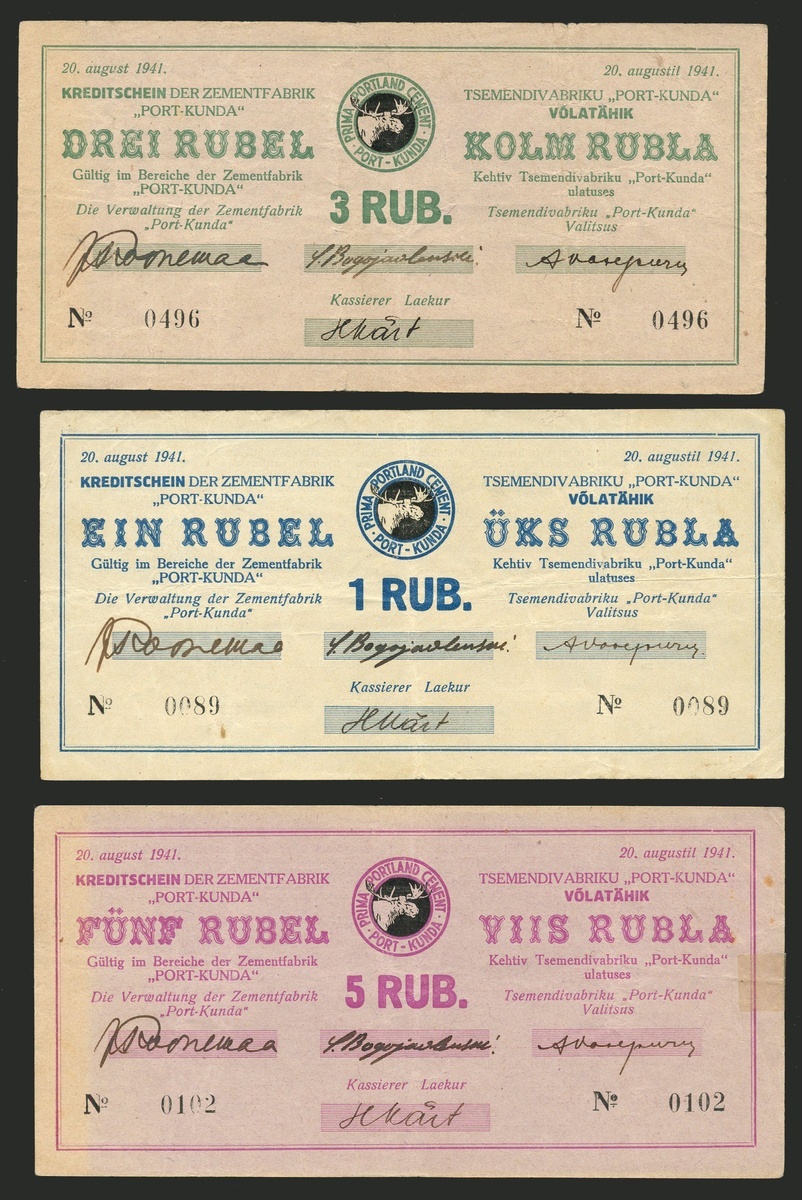 20. august 1941.
KREDITSCHEIN DER ZEMENTFABRIK
„PORT-KUNDA“
DREI RUBEL
Gültig im Bereiche der Zementfabrik
„PORT-KUNDA“
Die Verwaltung der Zementfabrik
„Port-Kunda“
PRIMA PORTLAND CEMENT
· PORT-KUNDA ·
3 RUB.
20. augustil 1941.
TSEMENDIVABRIKU „PORT-KUNDA“
VÕLATÄHIK
KOLM RUBLA
Kehtiv Tsemendivabriku „Port-Kunda“
ulatuses
Tsemendivabriku „Port-Kunda“
Valitsus
Kassierer Laekur
HKärt
№ 0496
№ 0496
20. august 1941.
KREDITSCHEIN DER ZEMENTFABRIK
„PORT-KUNDA“
EIN RUBEL
Gültig im Bereiche der Zementfabrik
„PORT-KUNDA“
Die Verwaltung der Zementfabrik
„Port-Kunda“
PRIMA PORTLAND CEMENT
· PORT-KUNDA ·
1 RUB.
20. augustil 1941.
TSEMENDIVABRIKU „PORT-KUNDA“
VÕLATÄHIK
ÜKS RUBLA
Kehtiv Tsemendivabriku „Port-Kunda“
ulatuses
Tsemendivabriku „Port-Kunda“
Valitsus
Kassierer Laekur
HKärt
№ 0089
№ 0089
20. august 1941.
KREDITSCHEIN DER ZEMENTFABRIK
„PORT-KUNDA“
FÜNF RUBEL
Gültig im Bereiche der Zementfabrik
„PORT-KUNDA“
Die Verwaltung der Zementfabrik
„Port-Kunda“
PRIMA PORTLAND CEMENT
· PORT-KUNDA ·
5 RUB.
20. augustil 1941.
TSEMENDIVABRIKU „PORT-KUNDA“
VÕLATÄHIK
VIIS RUBLA
Kehtiv Tsemendivabriku „Port-Kunda“
ulatuses
Tsemendivabriku „Port-Kunda“
Valitsus
Kassierer Laekur
HKärt
№ 0102
№ 0102